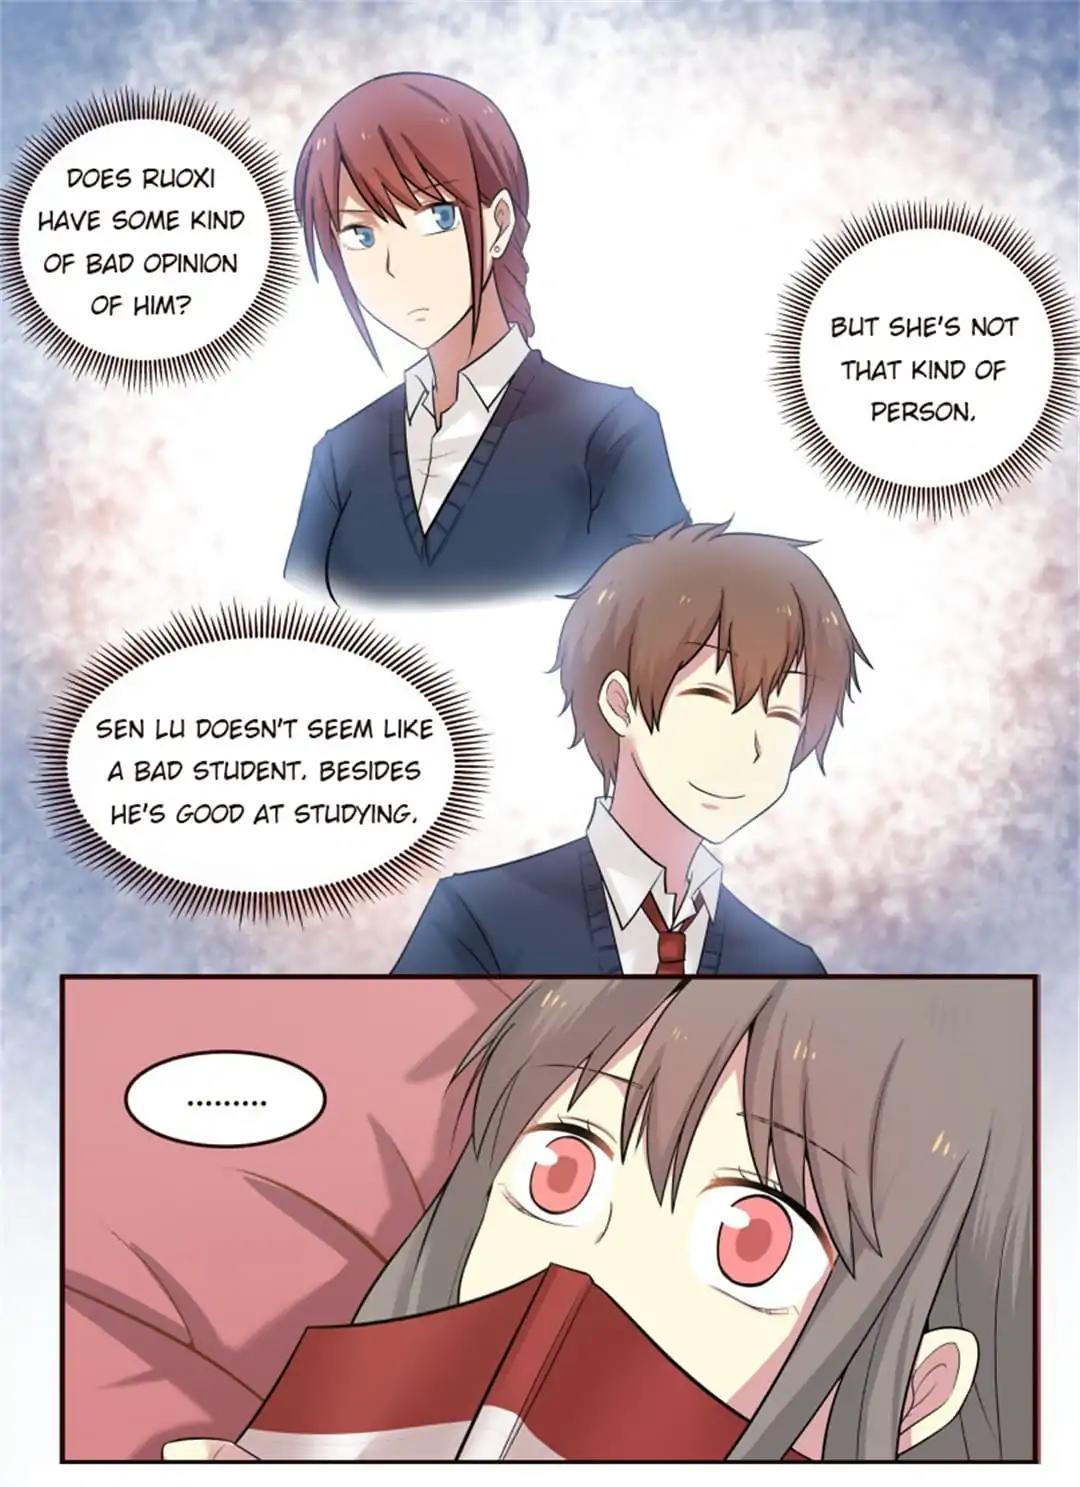 DOES RUOXI
HAVE SOME KIND
OF BAD OPINION
OF HIM?
BUT SHE'S NOT
THAT KIND OF
PERSON.
SEN LU DOESN'T SEEM LIKE
A BAD STUDENT. BESIDES
HE'S GOOD AT STUDYING.
.........